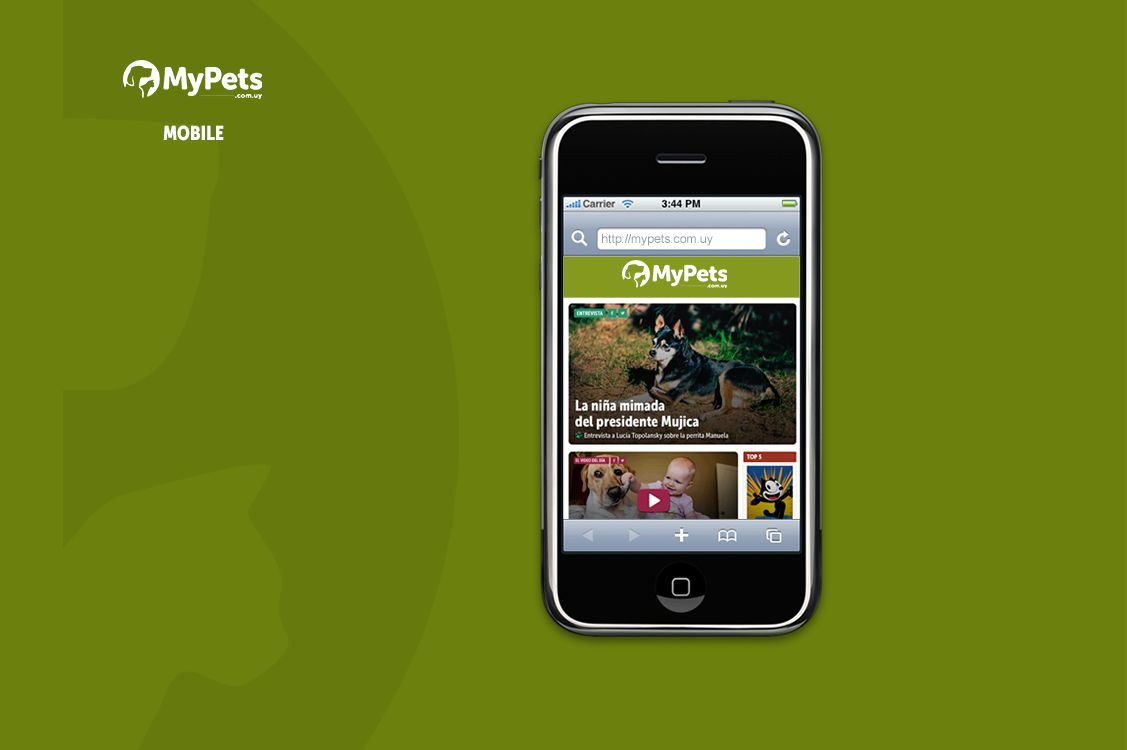 MyPets
.com.uy
MOBILE
Carrier
3:44 PM
http://mypets.com.uy
MyPets
.com.uy
ENTREVISTA
La niña mimada
del presidente Mujica
Entrevista a Lucía Topolansky sobre la perrita Manuela
EL VIDEO DEL DÍA
TOP 5